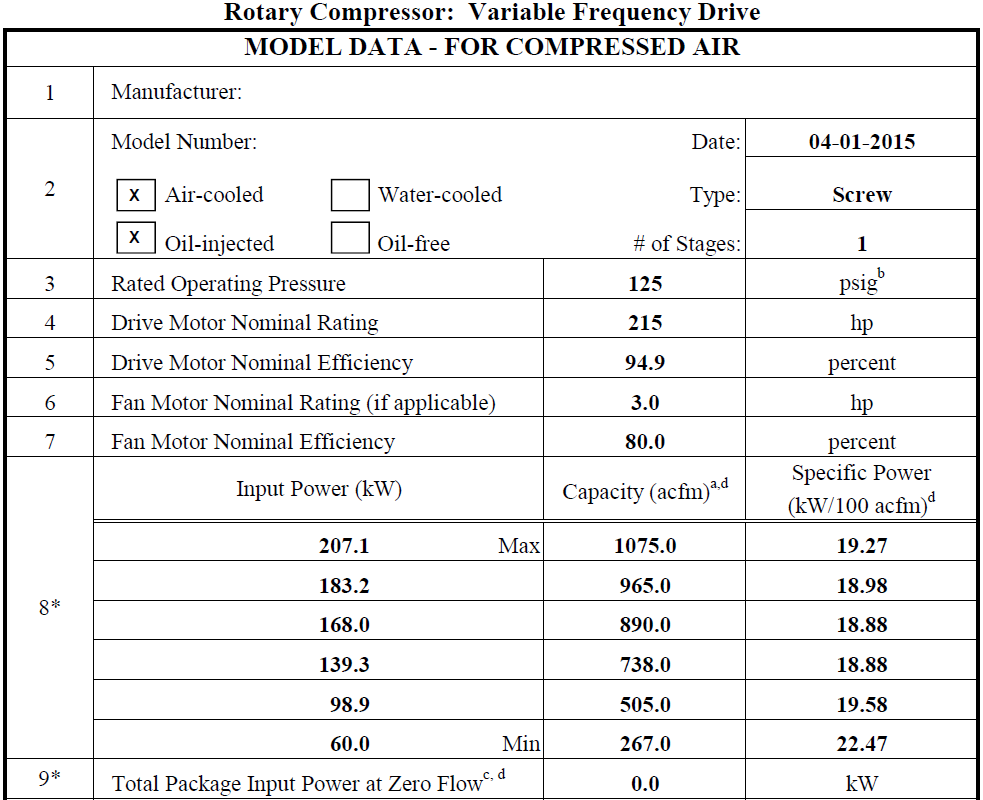 Rotary Compressor: Variable Frequency Drive
MODEL DATA - FOR COMPRESSED AIR
1 Manufacturer:
2 Model Number: Date: 04-01-2015
X Air-cooled Water-cooled Type: Screw
X Oil-injected Oil-free # of Stages: 1
3 Rated Operating Pressure 125 psig^b
4 Drive Motor Nominal Rating 215 hp
5 Drive Motor Nominal Efficiency 94.9 percent
6 Fan Motor Nominal Rating (if applicable) 3.0 hp
7 Fan Motor Nominal Efficiency 80.0 percent
8* Input Power (kW) Capacity (acfm)^a,d Specific Power (kW/100 acfm)^d
207.1 Max 1075.0 19.27
183.2 965.0 18.98
168.0 890.0 18.88
139.3 738.0 18.88
98.9 505.0 19.58
60.0 Min 267.0 22.47
9* Total Package Input Power at Zero Flow^c, d 0.0 kW